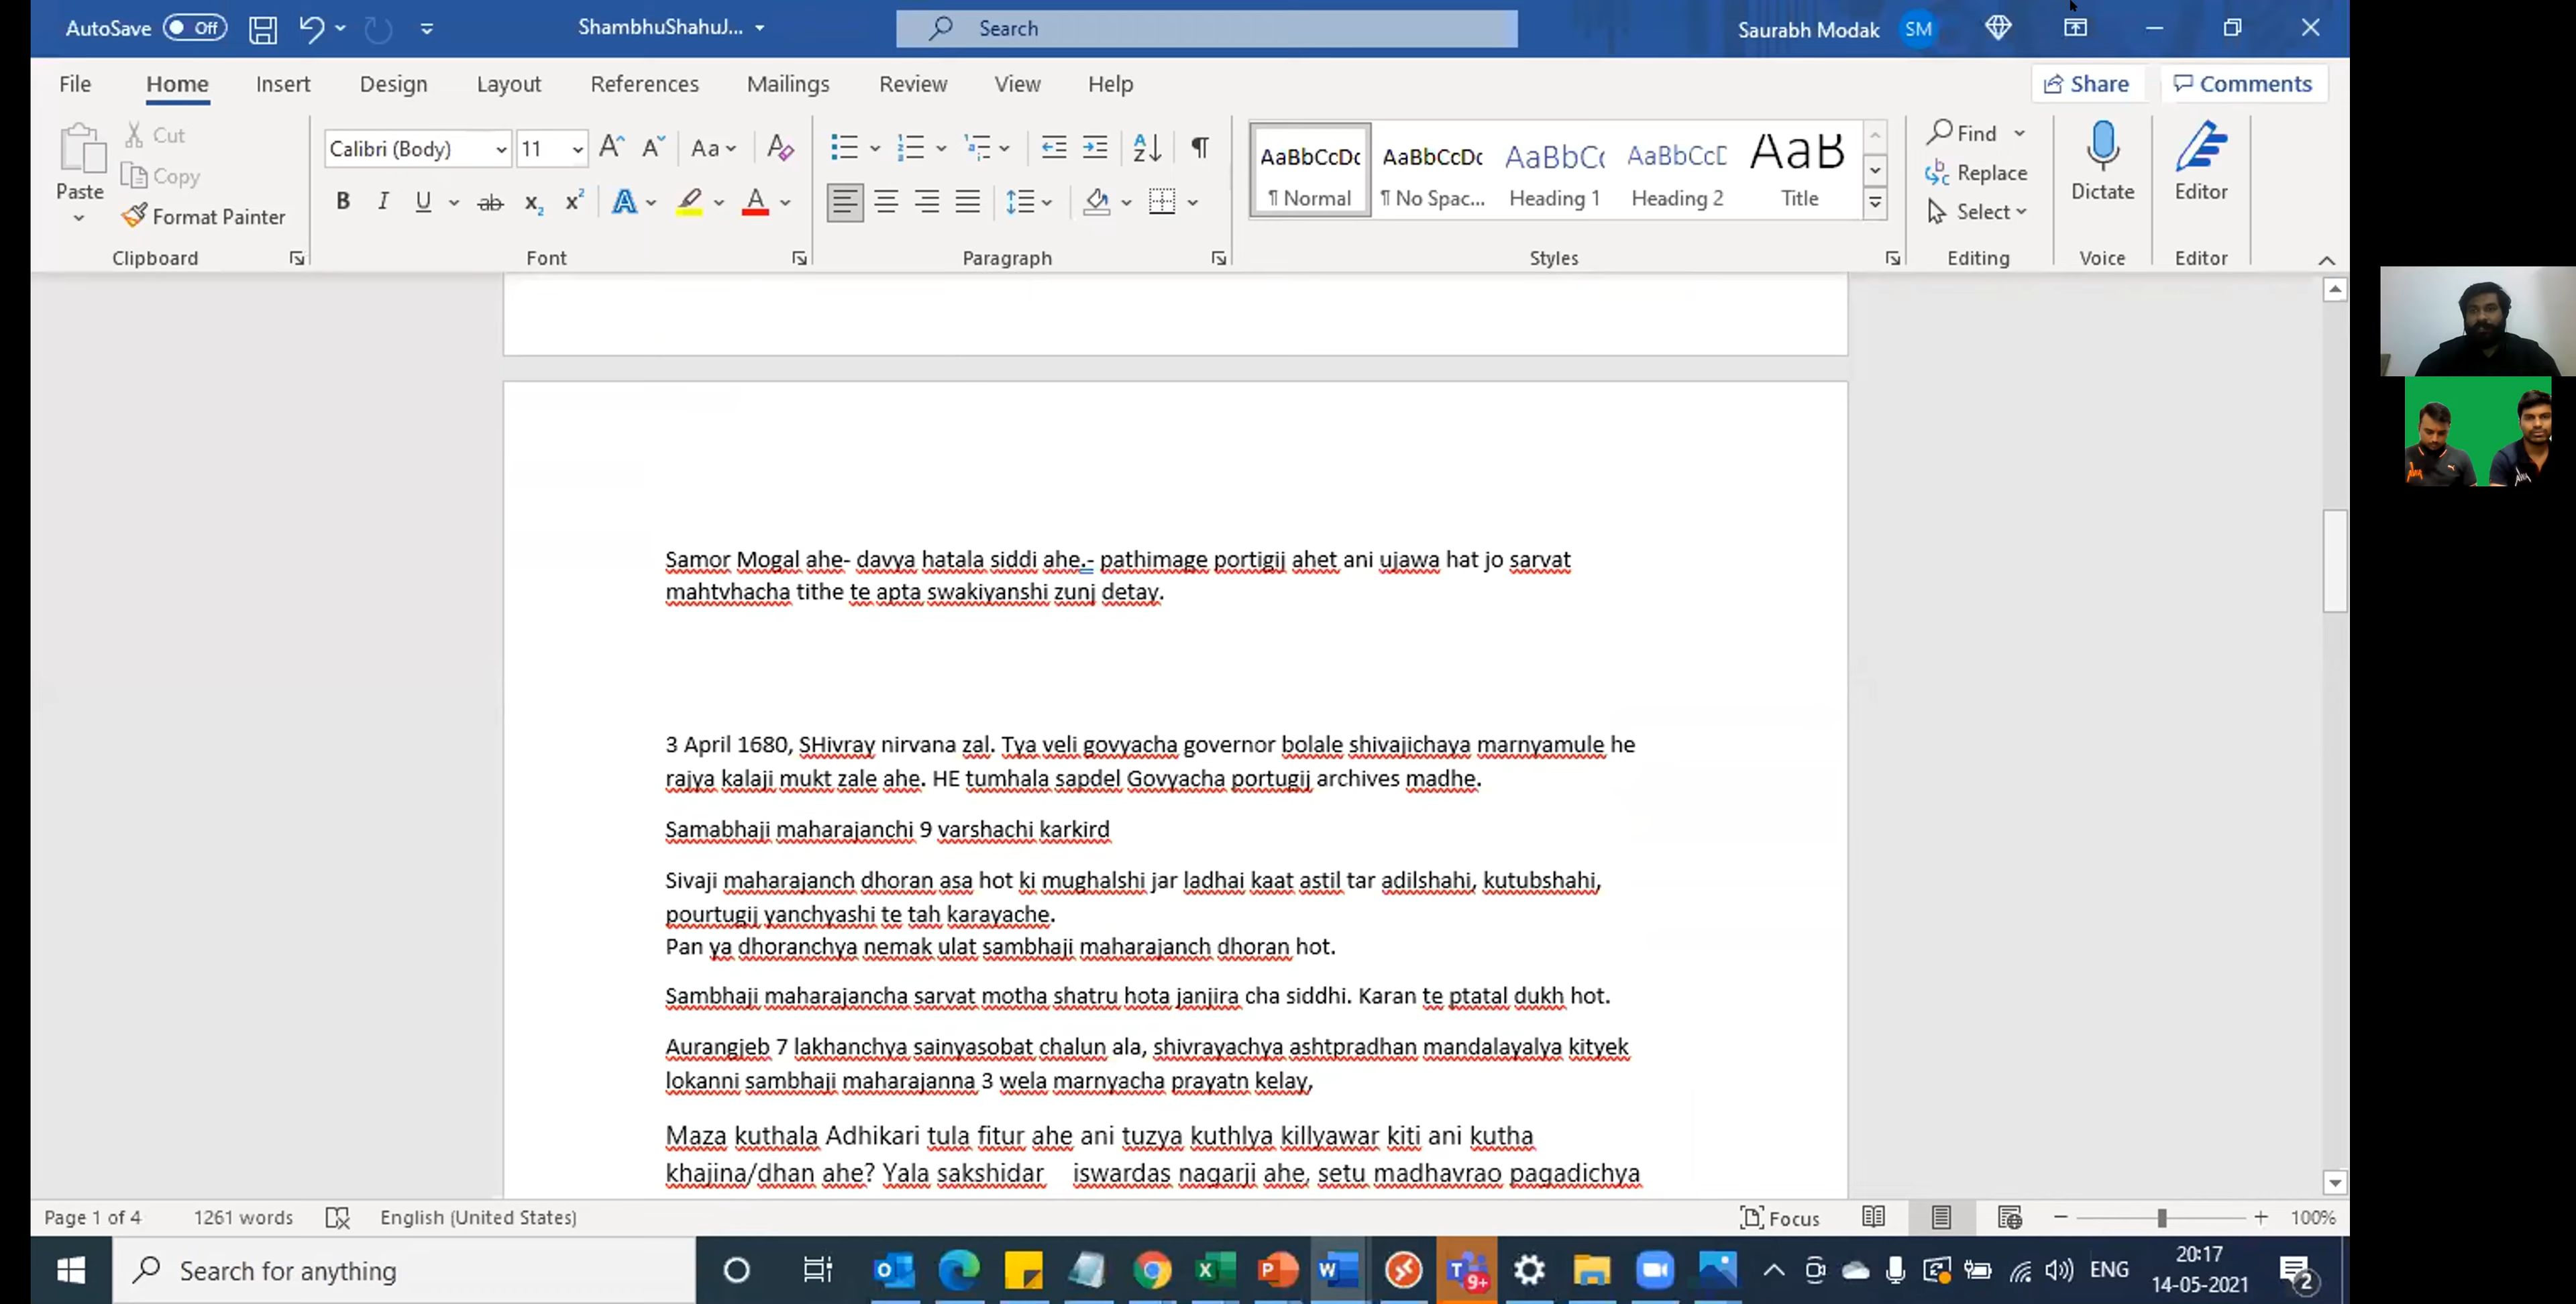 AutoSave Off ShambhuShahuJ... Search Saurabh Modak SM
File Home Insert Design Layout References Mailings Review View Help Share Comments
Paste Cut Copy Format Painter Clipboard
Calibri (Body) 11 Font
Paragraph
AaBbCcDc AaBbCcDc AaBbC AaBbCcD AaB
¶ Normal ¶ No Spac... Heading 1 Heading 2 Title
Styles
Find Replace Select Editing
Dictate Voice
Editor Editor
Samor Mogal ahe- davya hatala siddi ahe.- pathimage portigij ahet ani ujawa hat jo sarvat
mahtvhacha tithe te apta swakiyanshi zunj detay.
3 April 1680, SHivray nirvana zal. Tya veli govyacha governor bolale shivajichaya marnyamule he
rajya kalaji mukt zale ahe. HE tumhala sapdel Govyacha portugij archives madhe.
Samabhaji maharajanchi 9 varshachi karkird
Sivaji maharajanch dhoran asa hot ki mughalshi jar ladhai kaat astil tar adilshahi, kutubshahi,
pourtugij yanchyashi te tah karayache.
Pan ya dhoranchya nemak ulat sambhaji maharajanch dhoran hot.
Sambhaji maharajancha sarvat motha shatru hota janjira cha siddhi. Karan te ptatal dukh hot.
Aurangjeb 7 lakhanchya sainyasobat chalun ala, shivrayachya ashtpradhan mandalayalya kityek
lokanni sambhaji maharajanna 3 wela marnyacha prayatn kelay,
Maza kuthala Adhikari tula fitur ahe ani tuzya kuthlya killyawar kiti ani kutha
khajina/dhan ahe? Yala sakshidar iswardas nagarji ahe, setu madhavrao pagadichya
Page 1 of 4 1261 words English (United States) Focus 100%
Search for anything 9+ ENG 20:17
14-05-2021 2